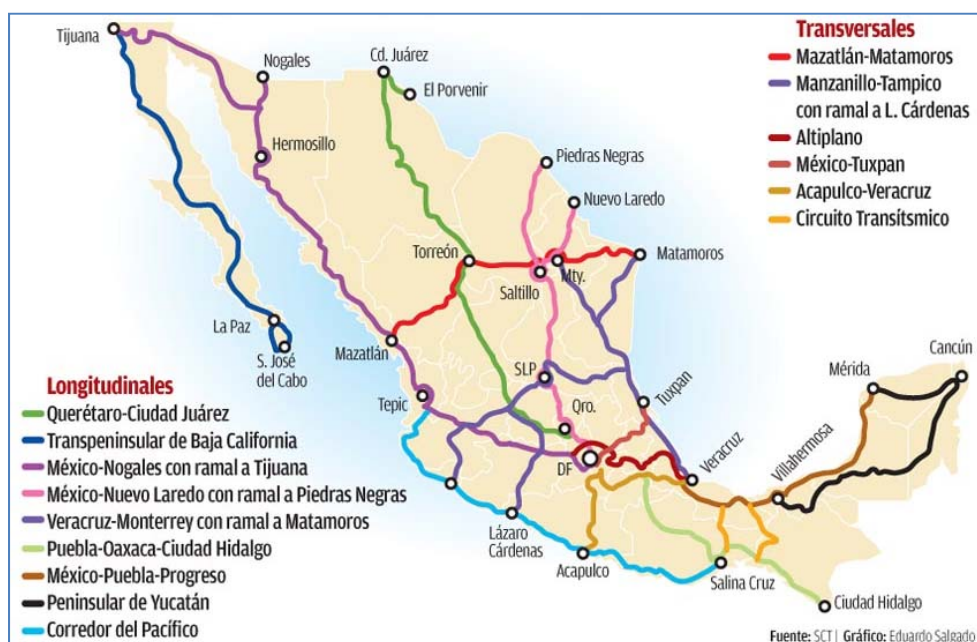 Tijuana
Nogales
Cd. Juárez
El Porvenir
Hermosillo
Piedras Negras
Nuevo Laredo
Torreón
Saltillo
Mty.
Matamoros
La Paz
S. José
del Cabo
Mazatlán
Tepic
SLP
Qro.
DF
Tuxpan
Veracruz
Villahermosa
Mérida
Cancún
Lázaro
Cárdenas
Acapulco
Salina Cruz
Ciudad Hidalgo
Transversales
Mazatlán-Matamoros
Manzanillo-Tampico
con ramal a L. Cárdenas
Altiplano
México-Tuxpan
Acapulco-Veracruz
Circuito Transítsmico
Longitudinales
Querétaro-Ciudad Juárez
Transpeninsular de Baja California
México-Nogales con ramal a Tijuana
México-Nuevo Laredo con ramal a Piedras Negras
Veracruz-Monterrey con ramal a Matamoros
Puebla-Oaxaca-Ciudad Hidalgo
México-Puebla-Progreso
Peninsular de Yucatán
Corredor del Pacífico
Fuente: SCT | Gráfico: Eduardo Salgado